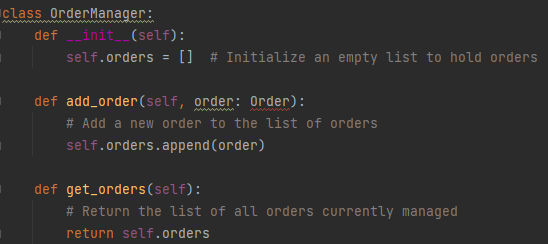 class OrderManager:
    def __init__(self):
        self.orders = []  # Initialize an empty list to hold orders

    def add_order(self, order: Order):
        # Add a new order to the list of orders
        self.orders.append(order)

    def get_orders(self):
        # Return the list of all orders currently managed
        return self.orders